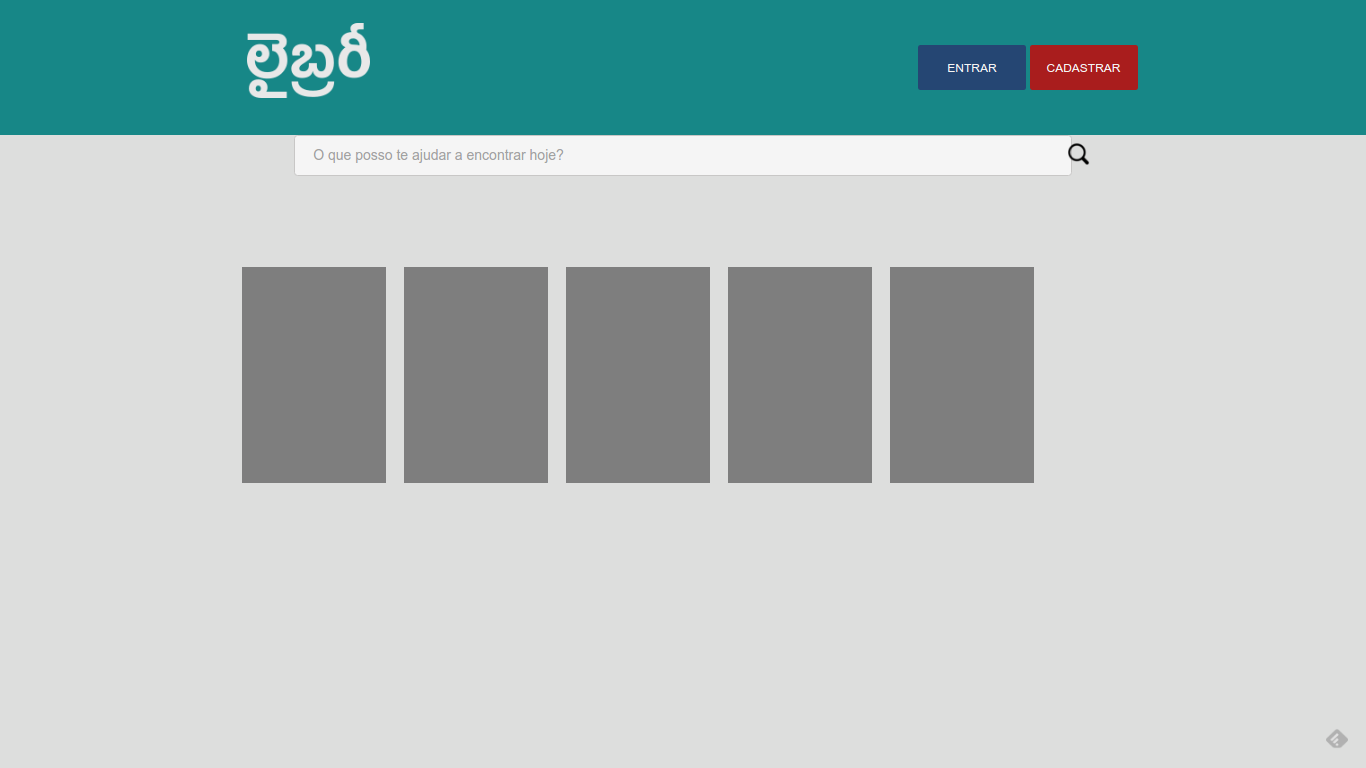 లైబ్రరీ
ENTRAR
CADASTRAR
O que posso te ajudar a encontrar hoje?